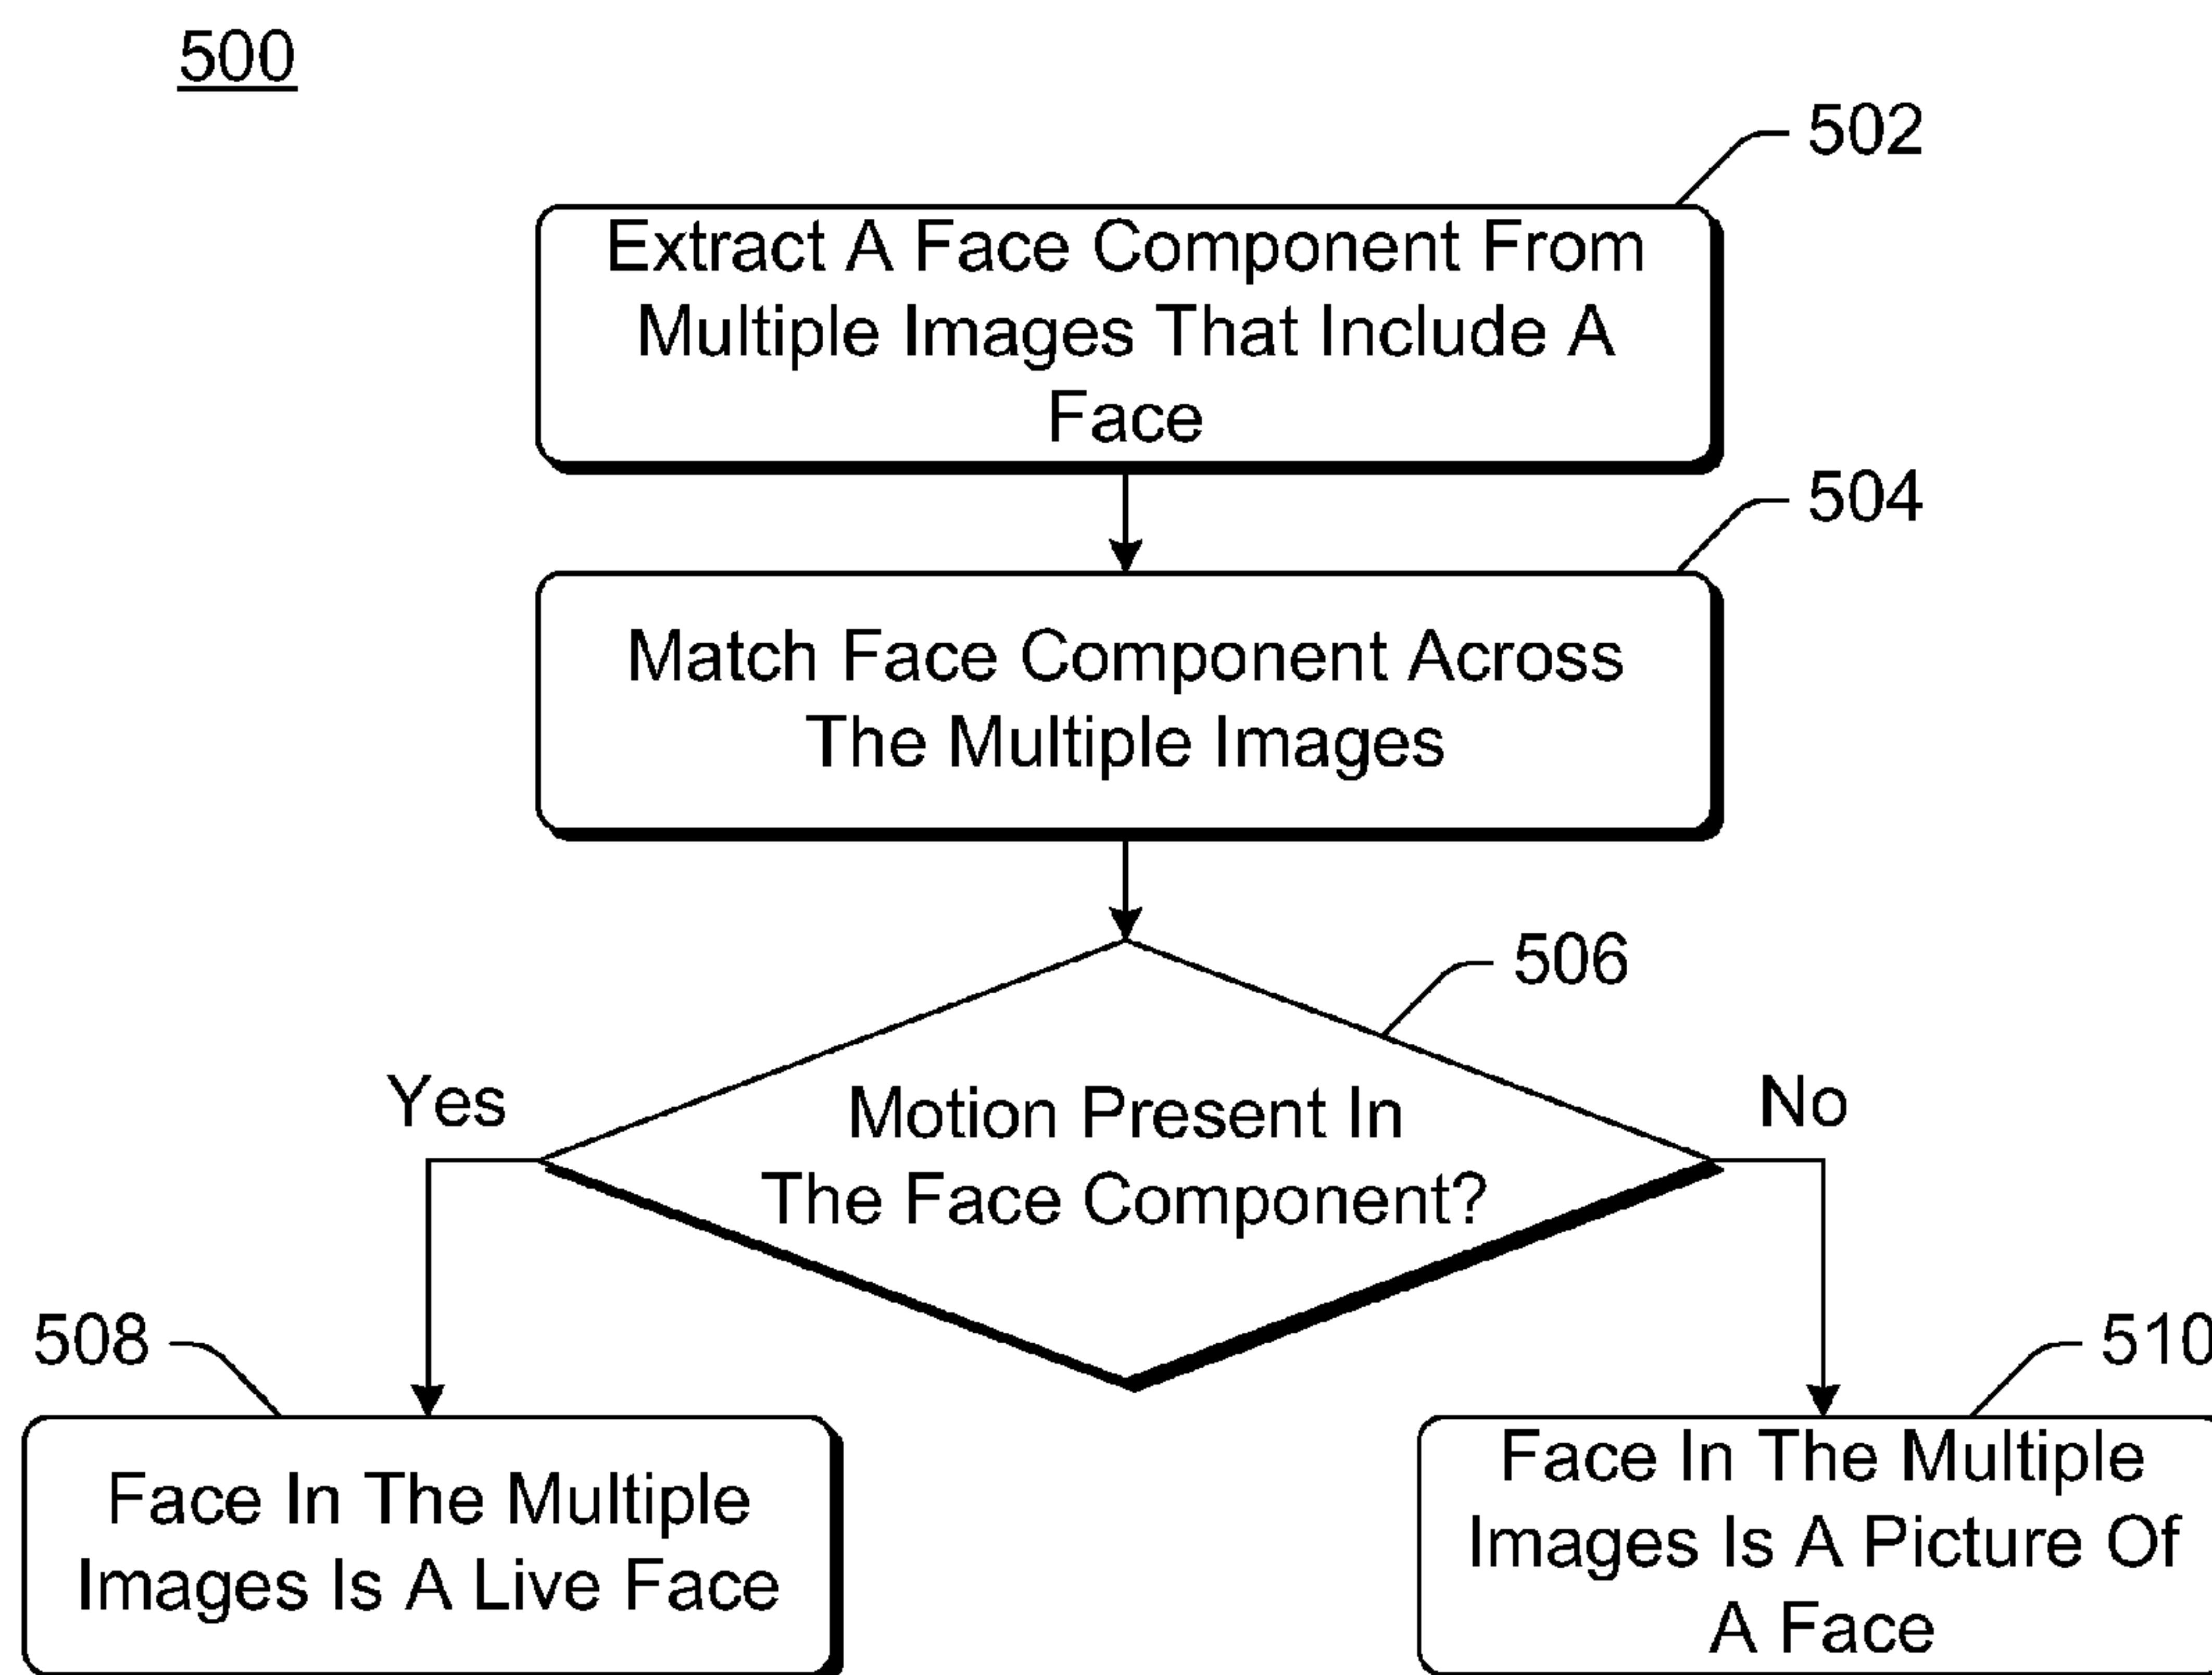 500
502
Extract A Face Component From
Multiple Images That Include A
Face
504
Match Face Component Across
The Multiple Images
506
Motion Present In
The Face Component?
Yes
No
508
Face In The Multiple
Images Is A Live Face
510
Face In The Multiple
Images Is A Picture Of
A Face